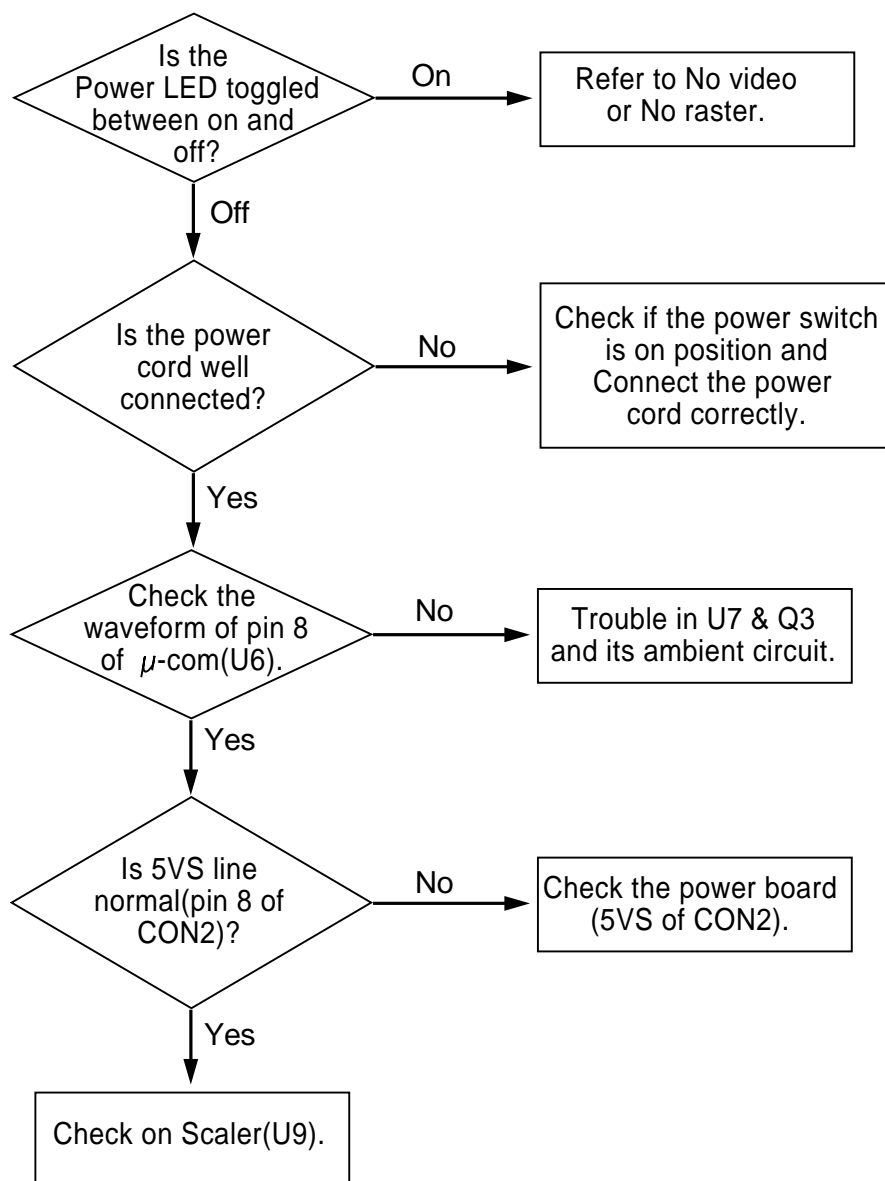 Is the
Power LED toggled
between on and
off?
On
Refer to No video
or No raster.
Off
Is the power
cord well
connected?
No
Check if the power switch
is on position and
Connect the power
cord correctly.
Yes
Check the
waveform of pin 8
of μ-com(U6).
No
Trouble in U7 & Q3
and its ambient circuit.
Yes
Is 5VS line
normal(pin 8 of
CON2)?
No
Check the power board
(5VS of CON2).
Yes
Check on Scaler(U9).